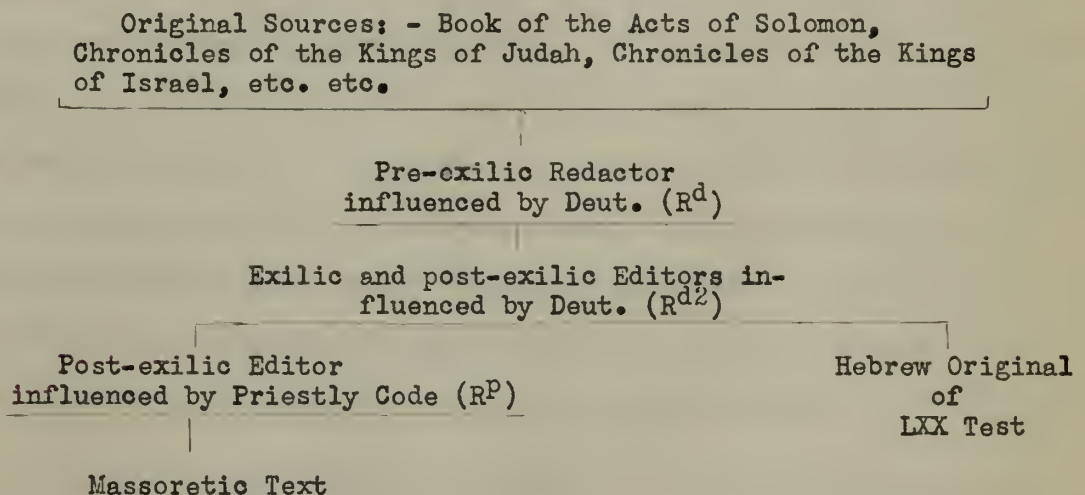 Original Sources: - Book of the Acts of Solomon,
Chronicles of the Kings of Judah, Chronicles of the Kings
of Israel, etc. etc.
Pre-exilic Redactor
influenced by Deut. (Rd)
Exilic and post-exilic Editors in-
fluenced by Deut. (Rd2)
Post-exilic Editor
influenced by Priestly Code (RP)
Hebrew Original
of
LXX Test
Massoretic Text